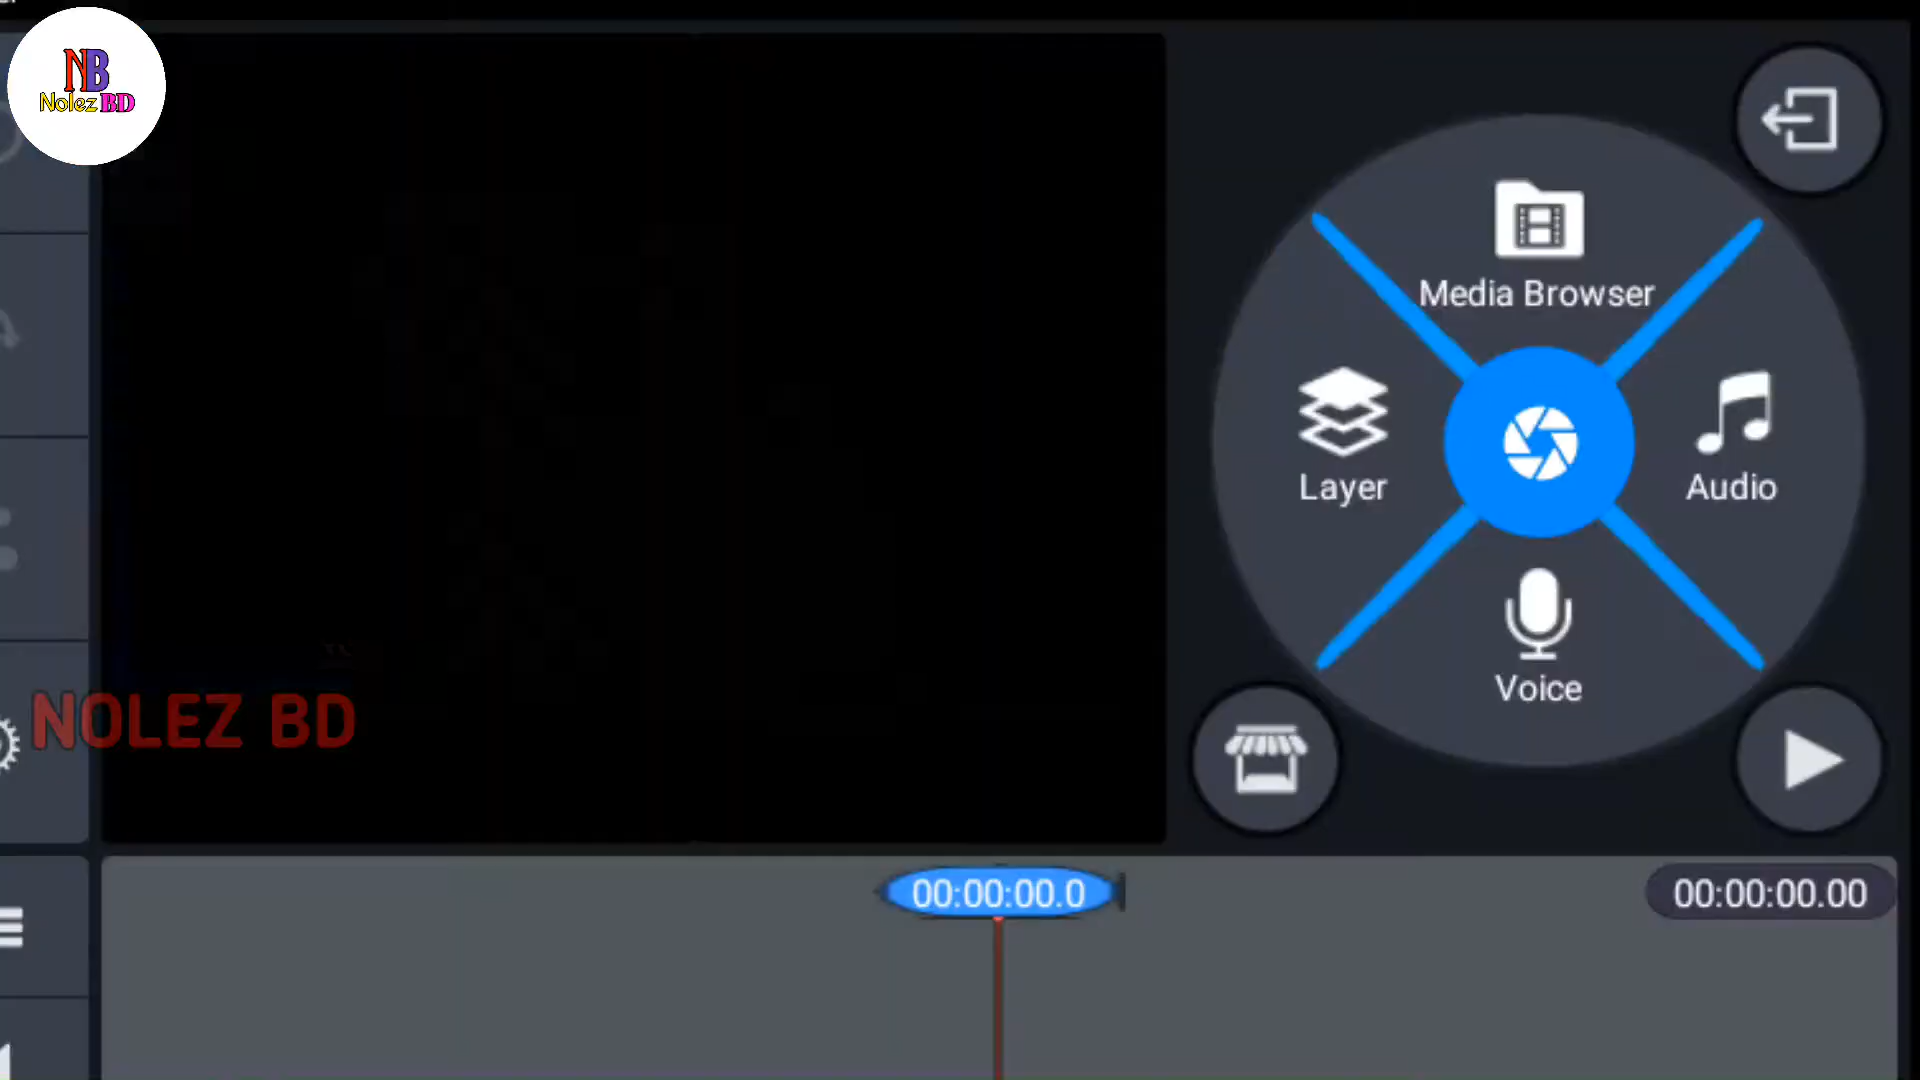 NB
Nolez BD
Media Browser
Layer
Audio
Voice
NOLEZ BD
00:00:00.0
00:00:00.00